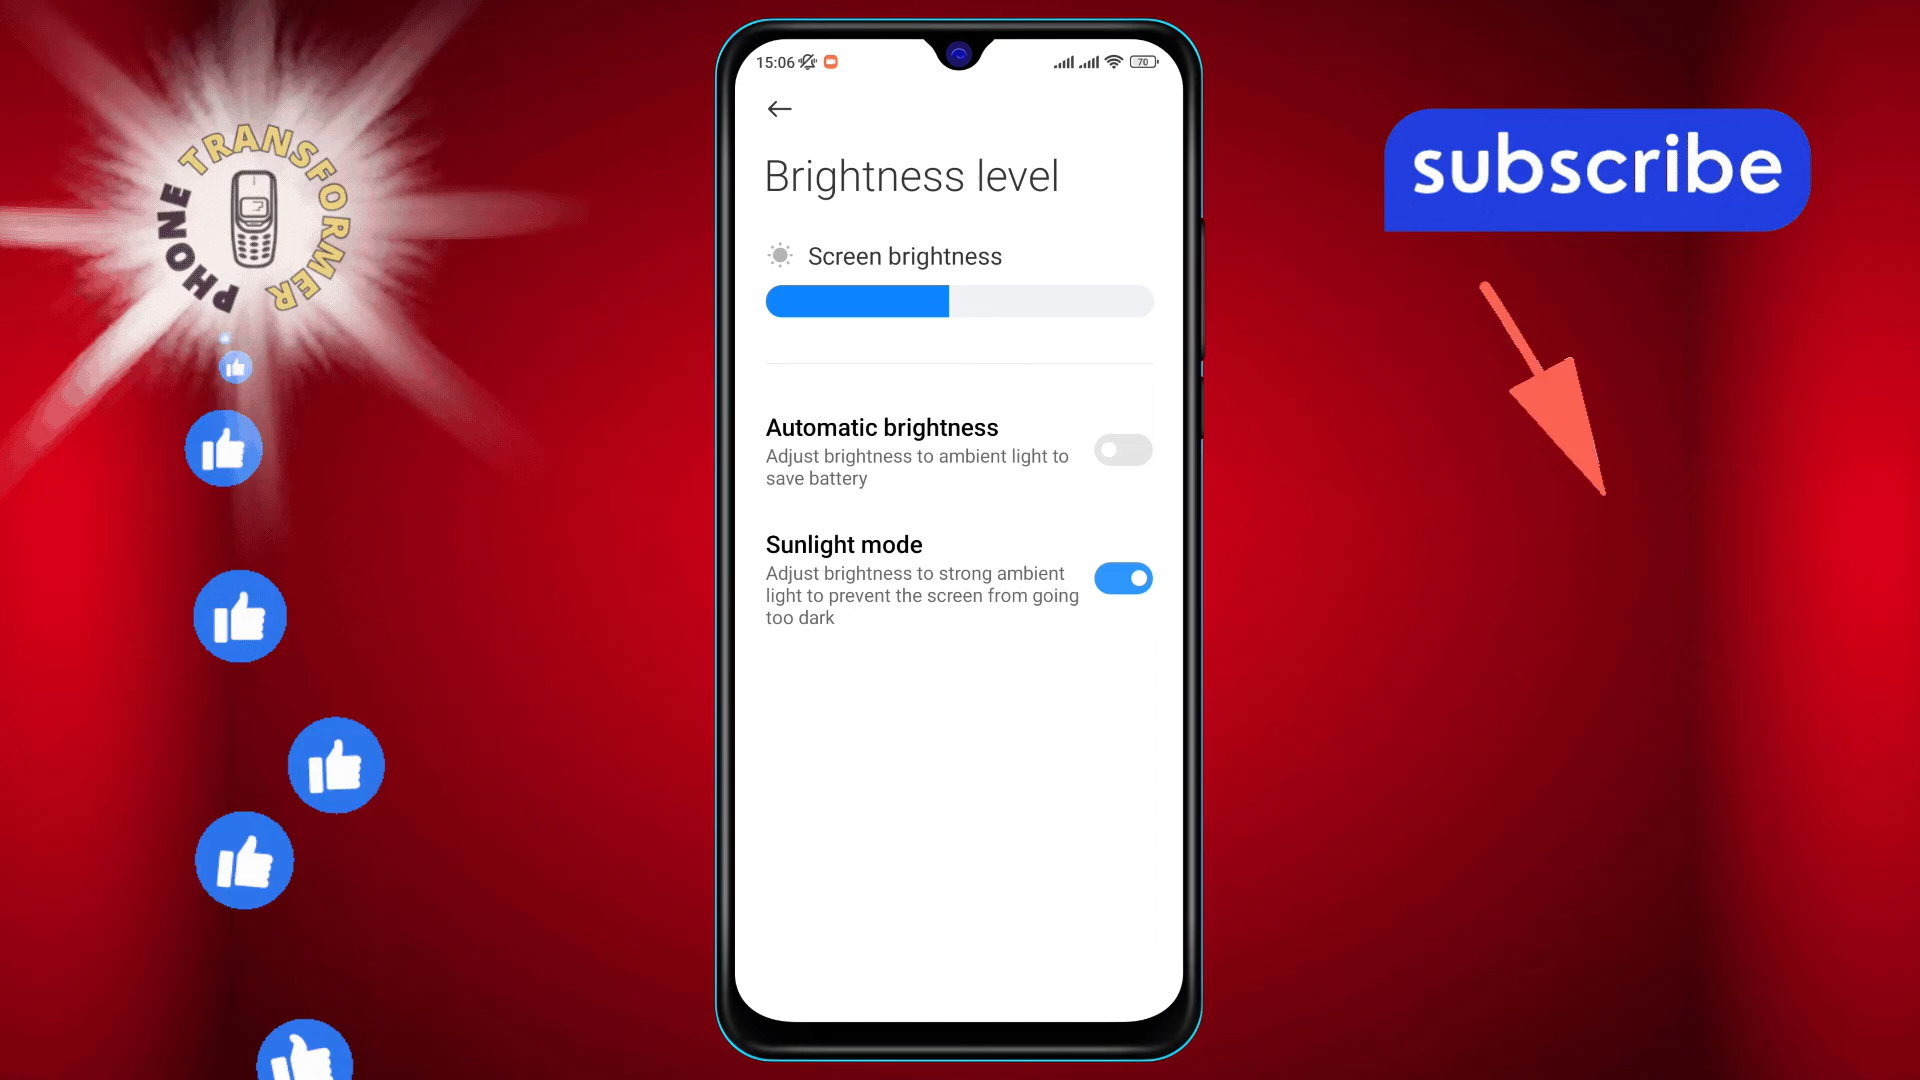 PHONE TRANSFORMER
15:06
70
Brightness level
Screen brightness
Automatic brightness
Adjust brightness to ambient light to
save battery
Sunlight mode
Adjust brightness to strong ambient
light to prevent the screen from going
too dark
subscribe